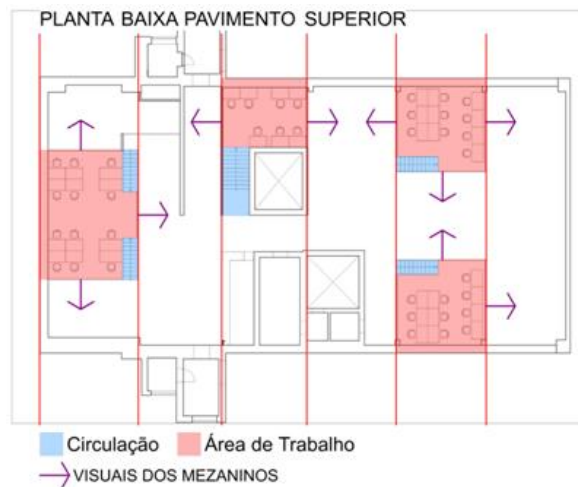 PLANTA BAIXA PAVIMENTO SUPERIOR
Circulação Área de Trabalho
VISUAIS DOS MEZANINOS